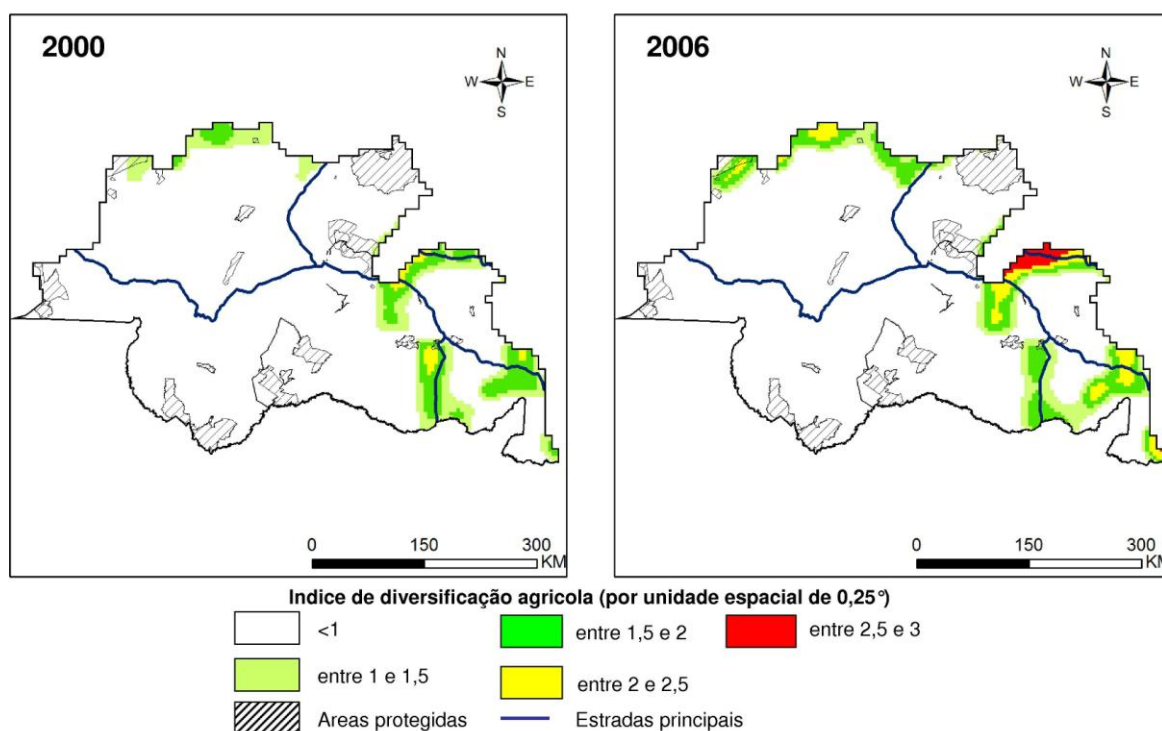 2000
N
W E
S
0 150 300
KM
2006
N
W E
S
0 150 300
KM
Indice de diversificação agricola (por unidade espacial de 0,25°)
<1
entre 1,5 e 2
entre 2,5 e 3
entre 1 e 1,5
entre 2 e 2,5
Areas protegidas
Estradas principais